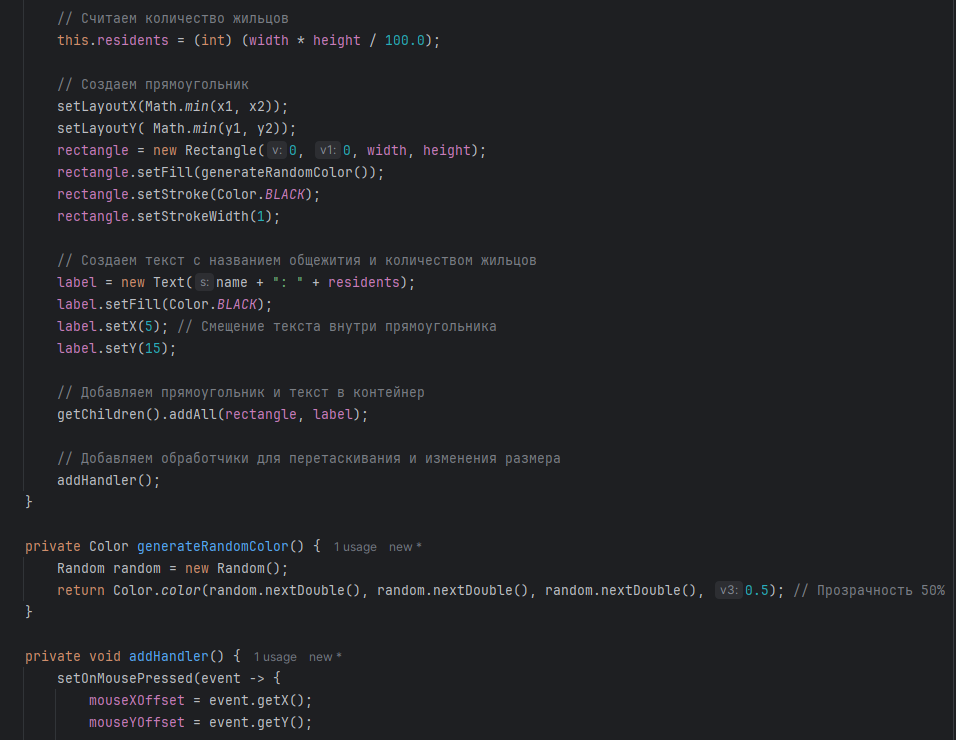 // Считаем количество жильцов
this.residents = (int) (width * height / 100.0);
// Создаем прямоугольник
setLayoutX(Math.min(x1, x2));
setLayoutY( Math.min(y1, y2));
rectangle = new Rectangle( v: 0, v1: 0, width, height);
rectangle.setFill(generateRandomColor());
rectangle.setStroke(Color.BLACK);
rectangle.setStrokeWidth(1);
// Создаем текст с названием общежития и количеством жильцов
label = new Text( s: name + ": " + residents);
label.setFill(Color.BLACK);
label.setX(5); // Смещение текста внутри прямоугольника
label.setY(15);
// Добавляем прямоугольник и текст в контейнер
getChildren().addAll(rectangle, label);
// Добавляем обработчики для перетаскивания и изменения размера
addHandler();
}
private Color generateRandomColor() { 1 usage new *
Random random = new Random();
return Color.color(random.nextDouble(), random.nextDouble(), random.nextDouble(), v3: 0.5); // Прозрачность 50%
}
private void addHandler() { 1 usage new *
setOnMousePressed(event -> {
mouseXOffset = event.getX();
mouseYOffset = event.getY();